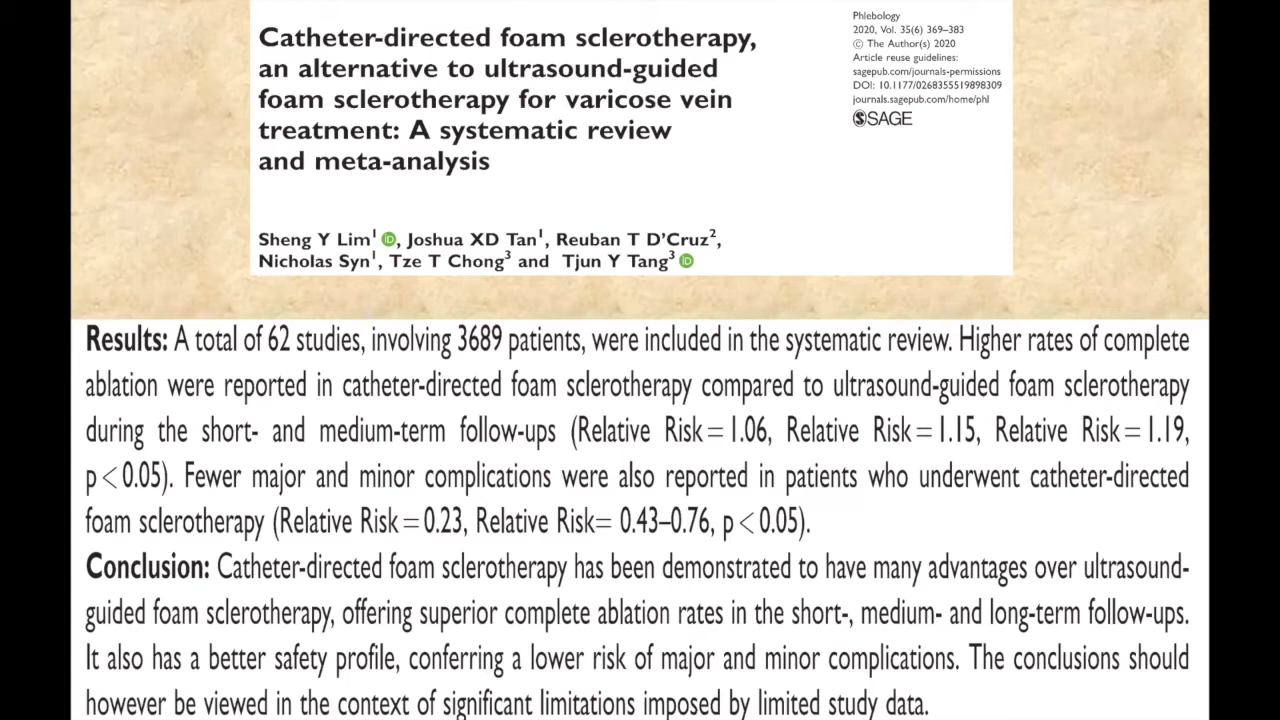 Catheter-directed foam sclerotherapy,
an alternative to ultrasound-guided
foam sclerotherapy for varicose vein
treatment: A systematic review
and meta-analysis
Phlebology
2020, Vol. 35(6) 369–383
© The Author(s) 2020
Article reuse guidelines:
sagepub.com/journals-permissions
DOI: 10.1177/0268355519898309
journals.sagepub.com/home/phl
SAGE
Sheng Y Lim¹ iD, Joshua XD Tan¹, Reuban T D’Cruz²,
Nicholas Syn¹, Tze T Chong³ and Tjun Y Tang³ iD
Results: A total of 62 studies, involving 3689 patients, were included in the systematic review. Higher rates of complete
ablation were reported in catheter-directed foam sclerotherapy compared to ultrasound-guided foam sclerotherapy
during the short- and medium-term follow-ups (Relative Risk = 1.06, Relative Risk = 1.15, Relative Risk = 1.19,
p < 0.05). Fewer major and minor complications were also reported in patients who underwent catheter-directed
foam sclerotherapy (Relative Risk = 0.23, Relative Risk= 0.43–0.76, p < 0.05).
Conclusion: Catheter-directed foam sclerotherapy has been demonstrated to have many advantages over ultrasound-
guided foam sclerotherapy, offering superior complete ablation rates in the short-, medium- and long-term follow-ups.
It also has a better safety profile, conferring a lower risk of major and minor complications. The conclusions should
however be viewed in the context of significant limitations imposed by limited study data.